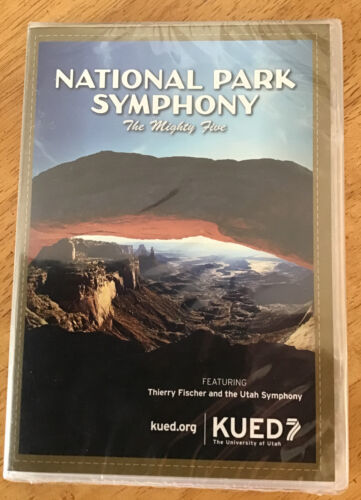 NATIONAL PARK
SYMPHONY
The Mighty Five
FEATURING
Thierry Fischer and the Utah Symphony
kued.org
KUED7
The University of Utah